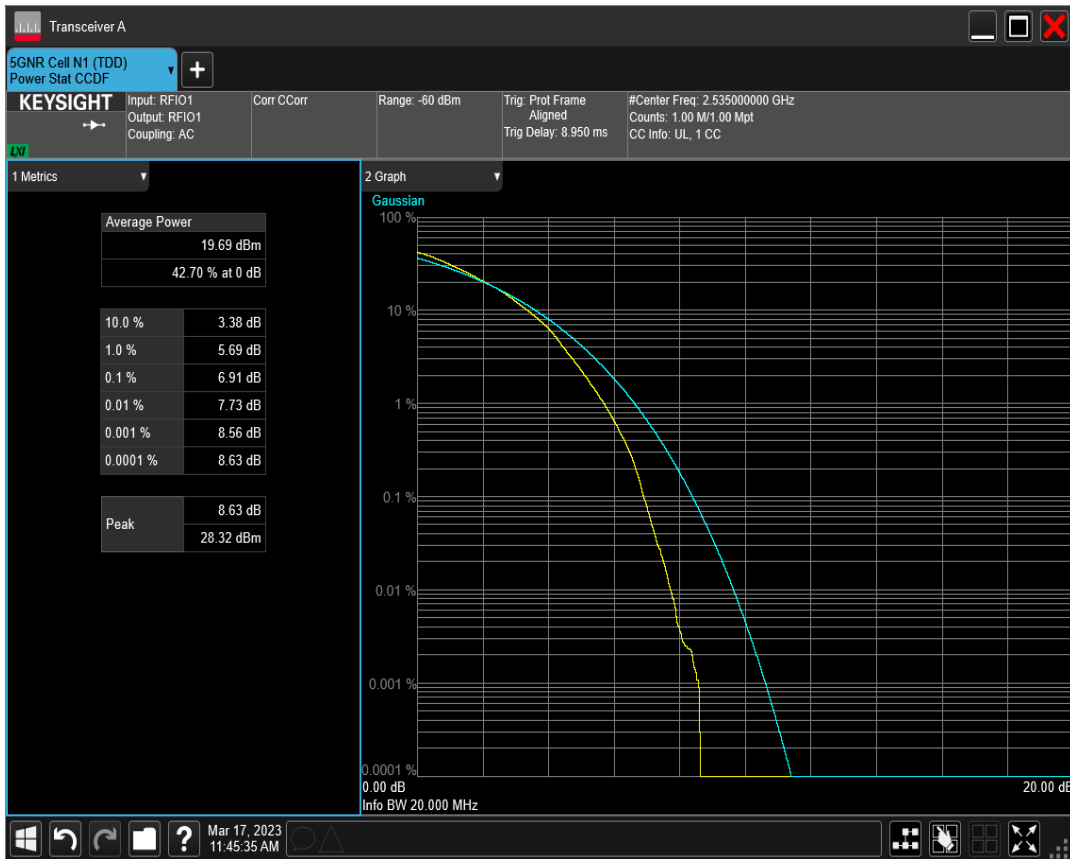 Transceiver A
5GNR Cell N1 (TDD)
Power Stat CCDF
+
KEYSIGHT
LXI
Input: RFIO1
Output: RFIO1
Coupling: AC
Corr CCorr
Range: -60 dBm
Trig: Prot Frame
Aligned
Trig Delay: 8.950 ms
#Center Freq: 2.535000000 GHz
Counts: 1.00 M/1.00 Mpt
CC Info: UL, 1 CC
1 Metrics
Average Power
19.69 dBm
42.70 % at 0 dB
10.0 % 3.38 dB
1.0 % 5.69 dB
0.1 % 6.91 dB
0.01 % 7.73 dB
0.001 % 8.56 dB
0.0001 % 8.63 dB
Peak
8.63 dB
28.32 dBm
2 Graph
Gaussian
100 %
10 %
1 %
0.1 %
0.01 %
0.001 %
0.0001 %
0.00 dB
20.00 dB
Info BW 20.000 MHz
?
Mar 17, 2023
11:45:35 AM